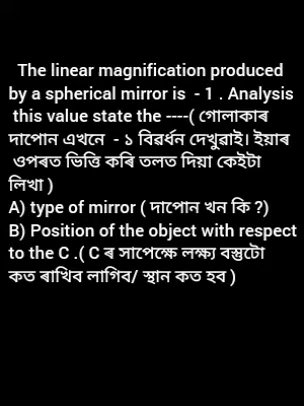 The linear magnification produced
by a spherical mirror is - 1 . Analysis
this value state the ----( গোলাকাৰ
দাপোন এখনে - ১ বিৱৰ্ধন দেখুৱাই। ইয়াৰ
ওপৰত ভিত্তি কৰি তলত দিয়া কেইটা
লিখা )
A) type of mirror ( দাপোন খন কি ?)
B) Position of the object with respect
to the C .( C ৰ সাপেক্ষে লক্ষ্য বস্তুটো
কত ৰাখিব লাগিব/ স্থান কত হব )